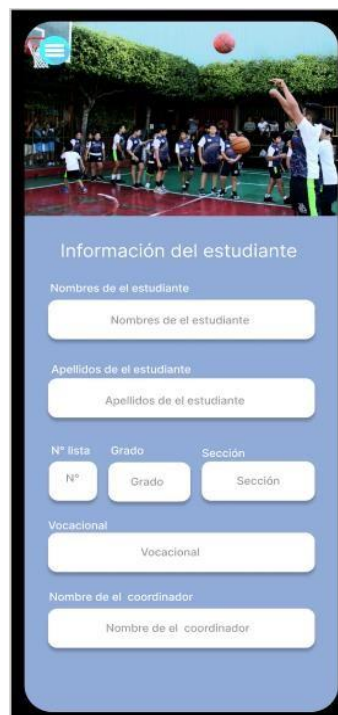 Información del estudiante
Nombres de el estudiante
Nombres de el estudiante
Apellidos de el estudiante
Apellidos de el estudiante
N° lista Grado Sección
N° Grado Sección
Vocacional
Vocacional
Nombre de el coordinador
Nombre de el coordinador